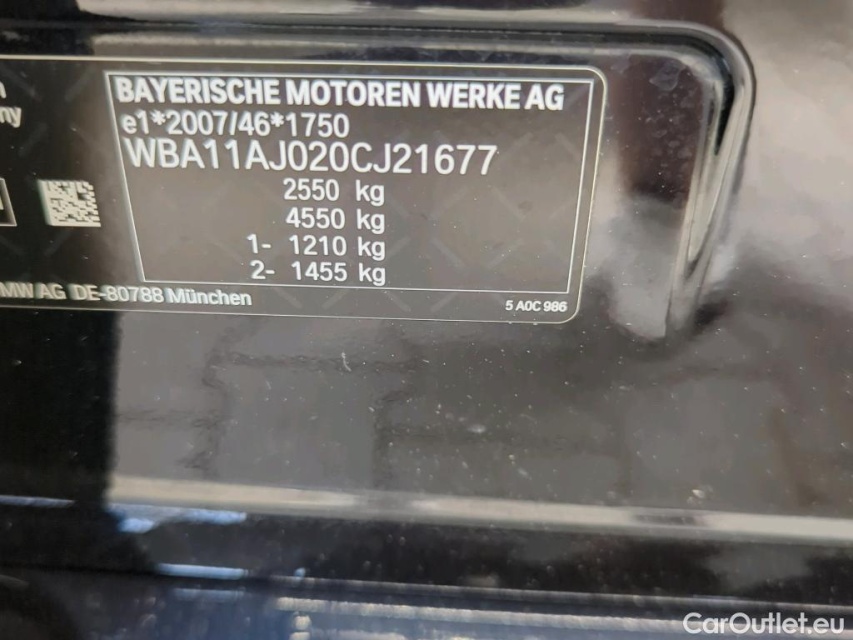 BAYERISCHE MOTOREN WERKE AG
e1*2007/46*1750
WBA11AJ020CJ21677
2550 kg
4550 kg
1- 1210 kg
2- 1455 kg
MW AG DE-80788 München
5 A0C 986
CarOutlet.eu